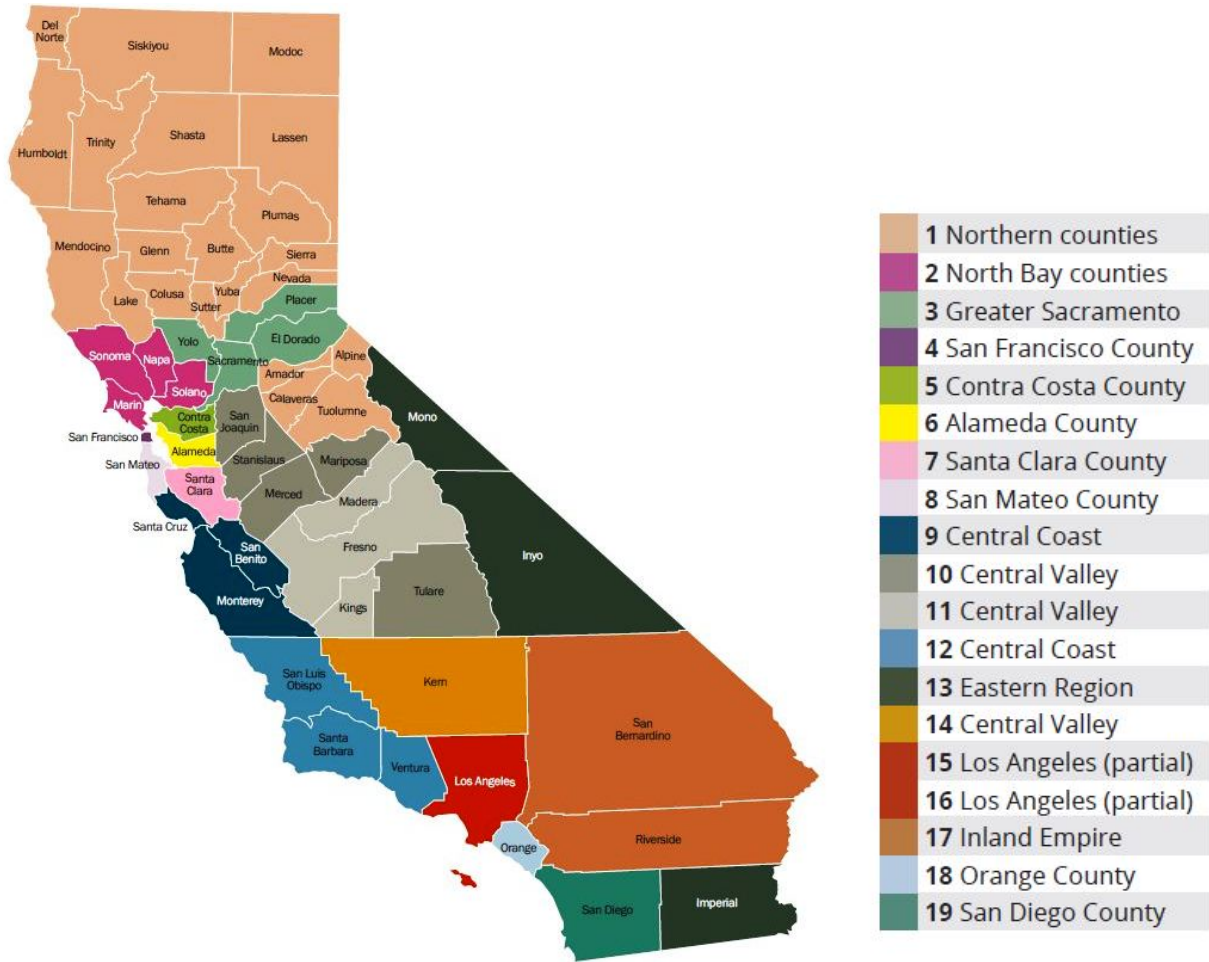 Del
Norte
Siskiyou
Modoc
Humboldt
Trinity
Shasta
Lassen
Tehama
Plumas
Mendocino
Glenn
Butte
Sierra
Nevada
Lake
Colusa
Yuba
Sutter
Placer
Yolo
El Dorado
Sonoma
Napa
Sacramento
Alpine
Amador
Solano
Marin
Calaveras
Tuolumne
Mono
Contra
Costa
San
Joaquin
San Francisco
Alameda
Stanislaus
Mariposa
San Mateo
Santa
Clara
Merced
Madera
Santa Cruz
San
Benito
Fresno
Inyo
Monterey
Kings
Tulare
San Luis
Obispo
Kern
San
Bernardino
Santa
Barbara
Ventura
Los Angeles
Orange
Riverside
San Diego
Imperial
1 Northern counties
2 North Bay counties
3 Greater Sacramento
4 San Francisco County
5 Contra Costa County
6 Alameda County
7 Santa Clara County
8 San Mateo County
9 Central Coast
10 Central Valley
11 Central Valley
12 Central Coast
13 Eastern Region
14 Central Valley
15 Los Angeles (partial)
16 Los Angeles (partial)
17 Inland Empire
18 Orange County
19 San Diego County